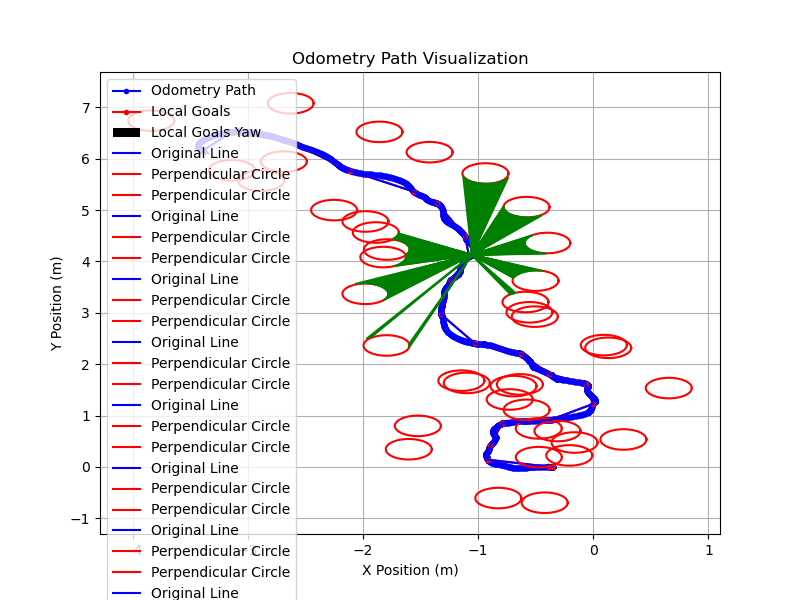 Odometry Path Visualization
Y Position (m)
7
6
5
4
3
2
1
0
−1
Odometry Path
Local Goals
Local Goals Yaw
Original Line
Perpendicular Circle
Perpendicular Circle
Original Line
Perpendicular Circle
Perpendicular Circle
Original Line
Perpendicular Circle
Perpendicular Circle
Original Line
Perpendicular Circle
Perpendicular Circle
Original Line
Perpendicular Circle
Perpendicular Circle
Original Line
Perpendicular Circle
Perpendicular Circle
Original Line
Perpendicular Circle
Perpendicular Circle
Original Line
−4 −3 −2 −1 0 1
X Position (m)